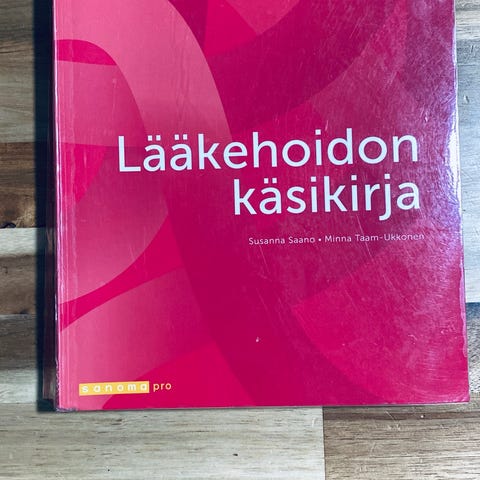 Lääkehoidon
käsikirja
Susanna Saano • Minna Taam-Ukkonen
sanoma pro